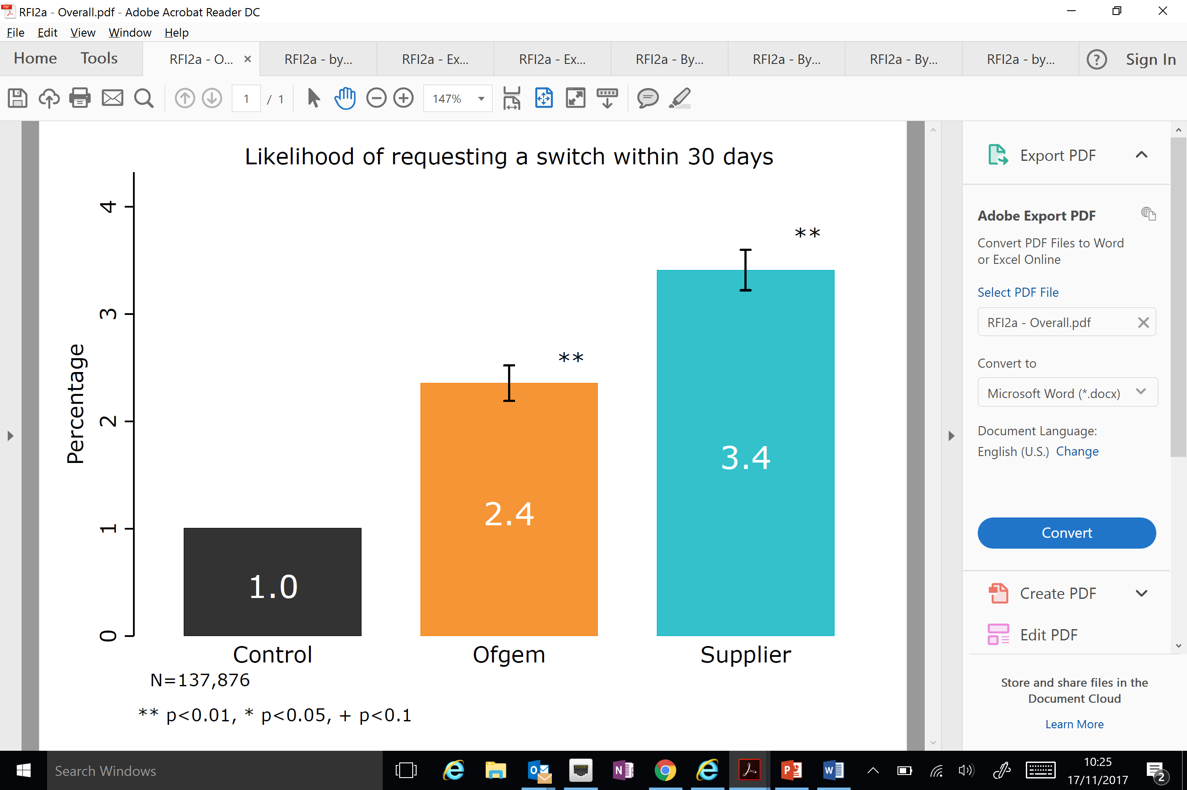 RFI2a - Overall.pdf - Adobe Acrobat Reader DC
File Edit View Window Help
Home Tools RFI2a - O... × RFI2a - by... RFI2a - Ex... RFI2a - Ex... RFI2a - By... RFI2a - By... RFI2a - By... RFI2a - by... ? Sign In
1 / 1 147%
Likelihood of requesting a switch within 30 days
Percentage
4
3
2
1
0
**
**
3.4
2.4
1.0
Control Ofgem Supplier
N=137,876
** p<0.01, * p<0.05, + p<0.1
Export PDF
Adobe Export PDF
Convert PDF Files to Word
or Excel Online
Select PDF File
RFI2a - Overall.pdf
Convert to
Microsoft Word (*.docx)
Document Language:
English (U.S.) Change
Convert
Create PDF
Edit PDF
Store and share files in the
Document Cloud
Learn More
Search Windows
10:25
17/11/2017
2